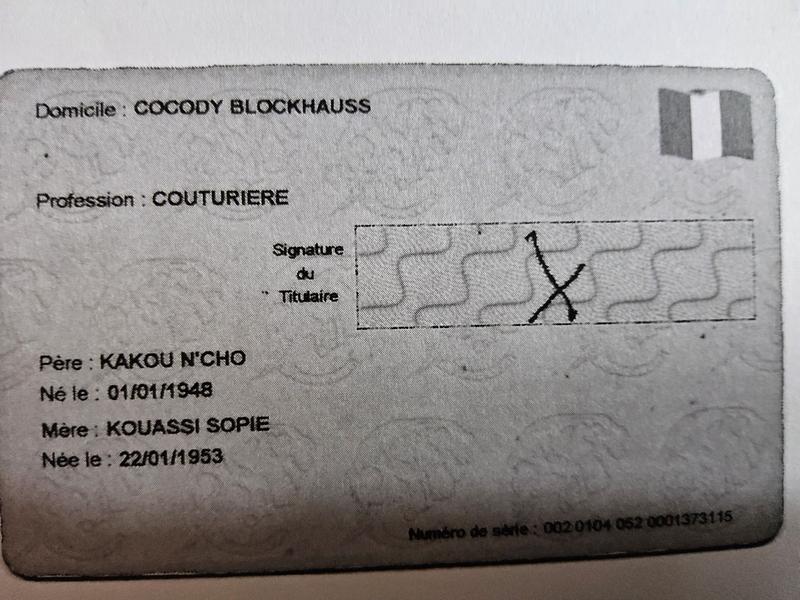 Domicile : COCODY BLOCKHAUSS
Profession : COUTURIERE
Signature
du
Titulaire
X
Père : KAKOU N'CHO
Né le : 01/01/1948
Mère : KOUASSI SOPIE
Née le : 22/01/1953
Numéro de série : 002 0104 052 0001373115